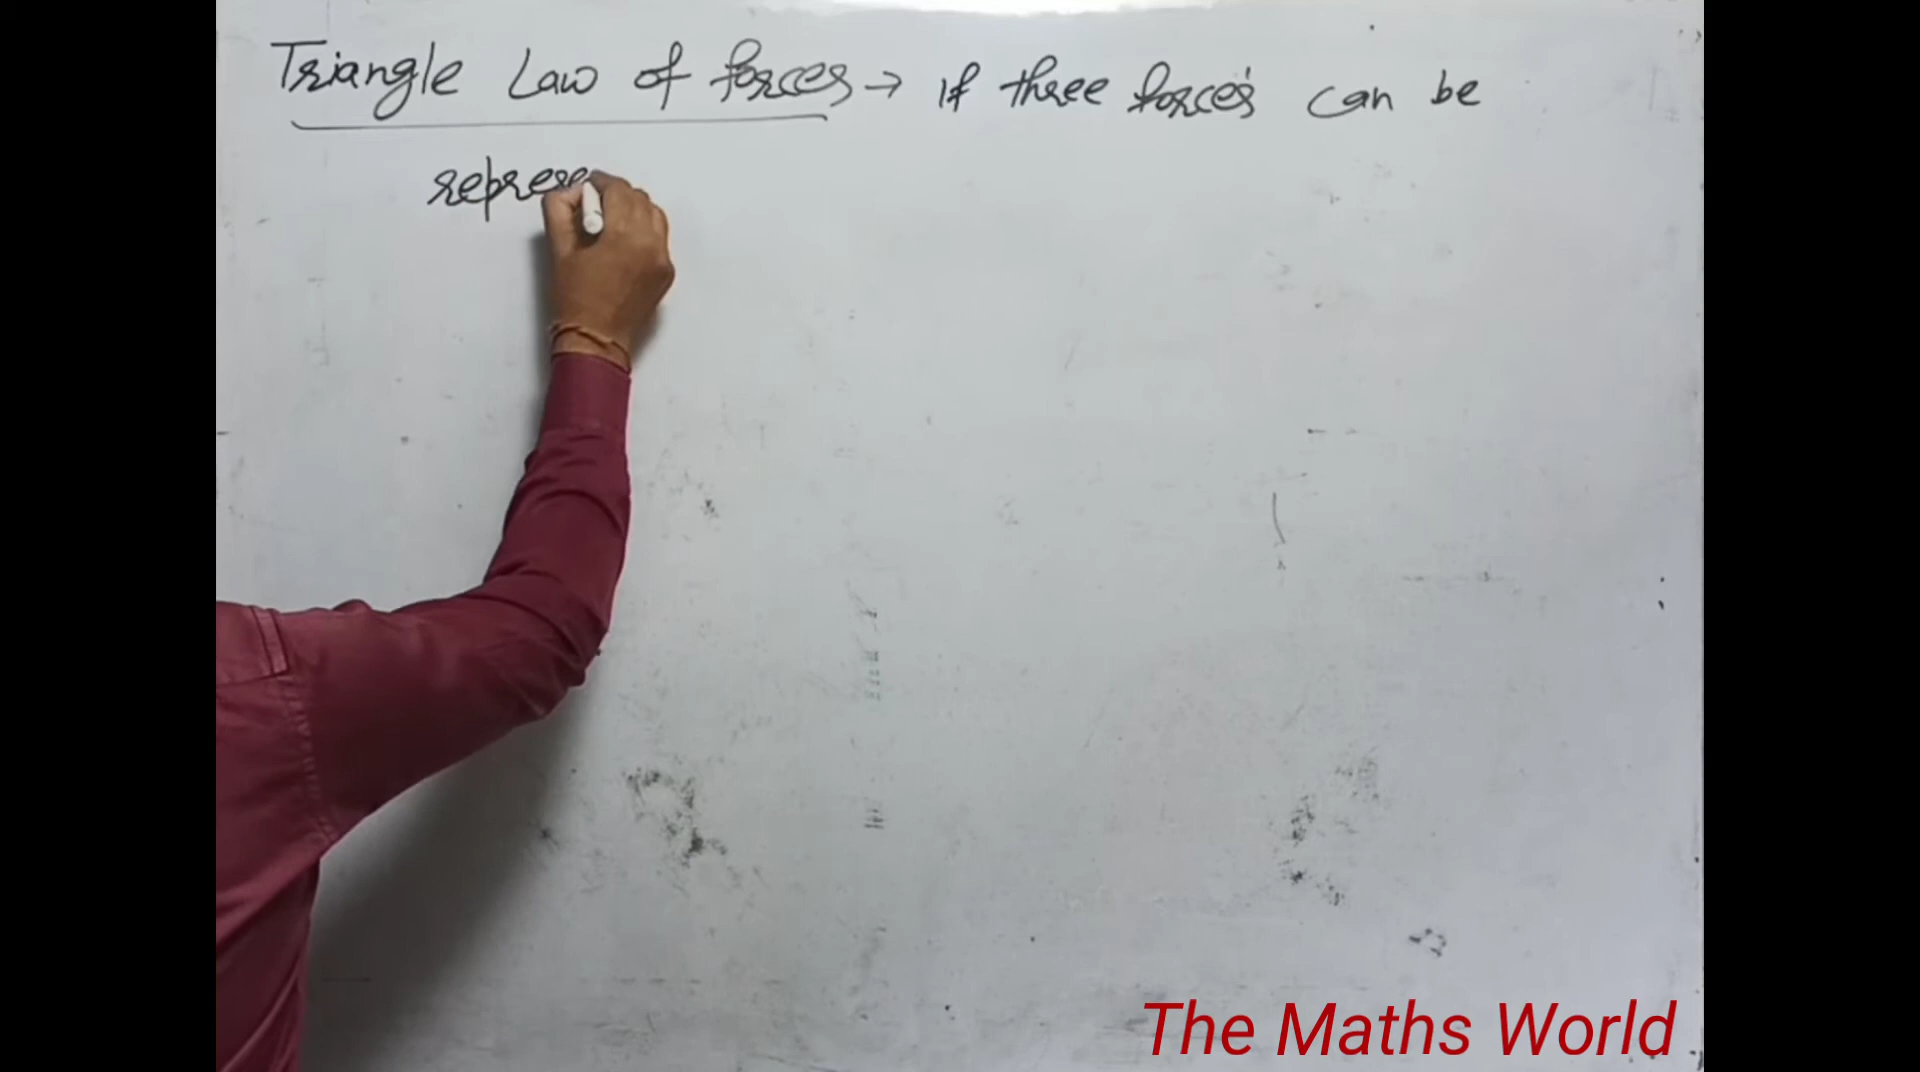 Triangle Law of forces → if three forces can be
represe
The Maths World